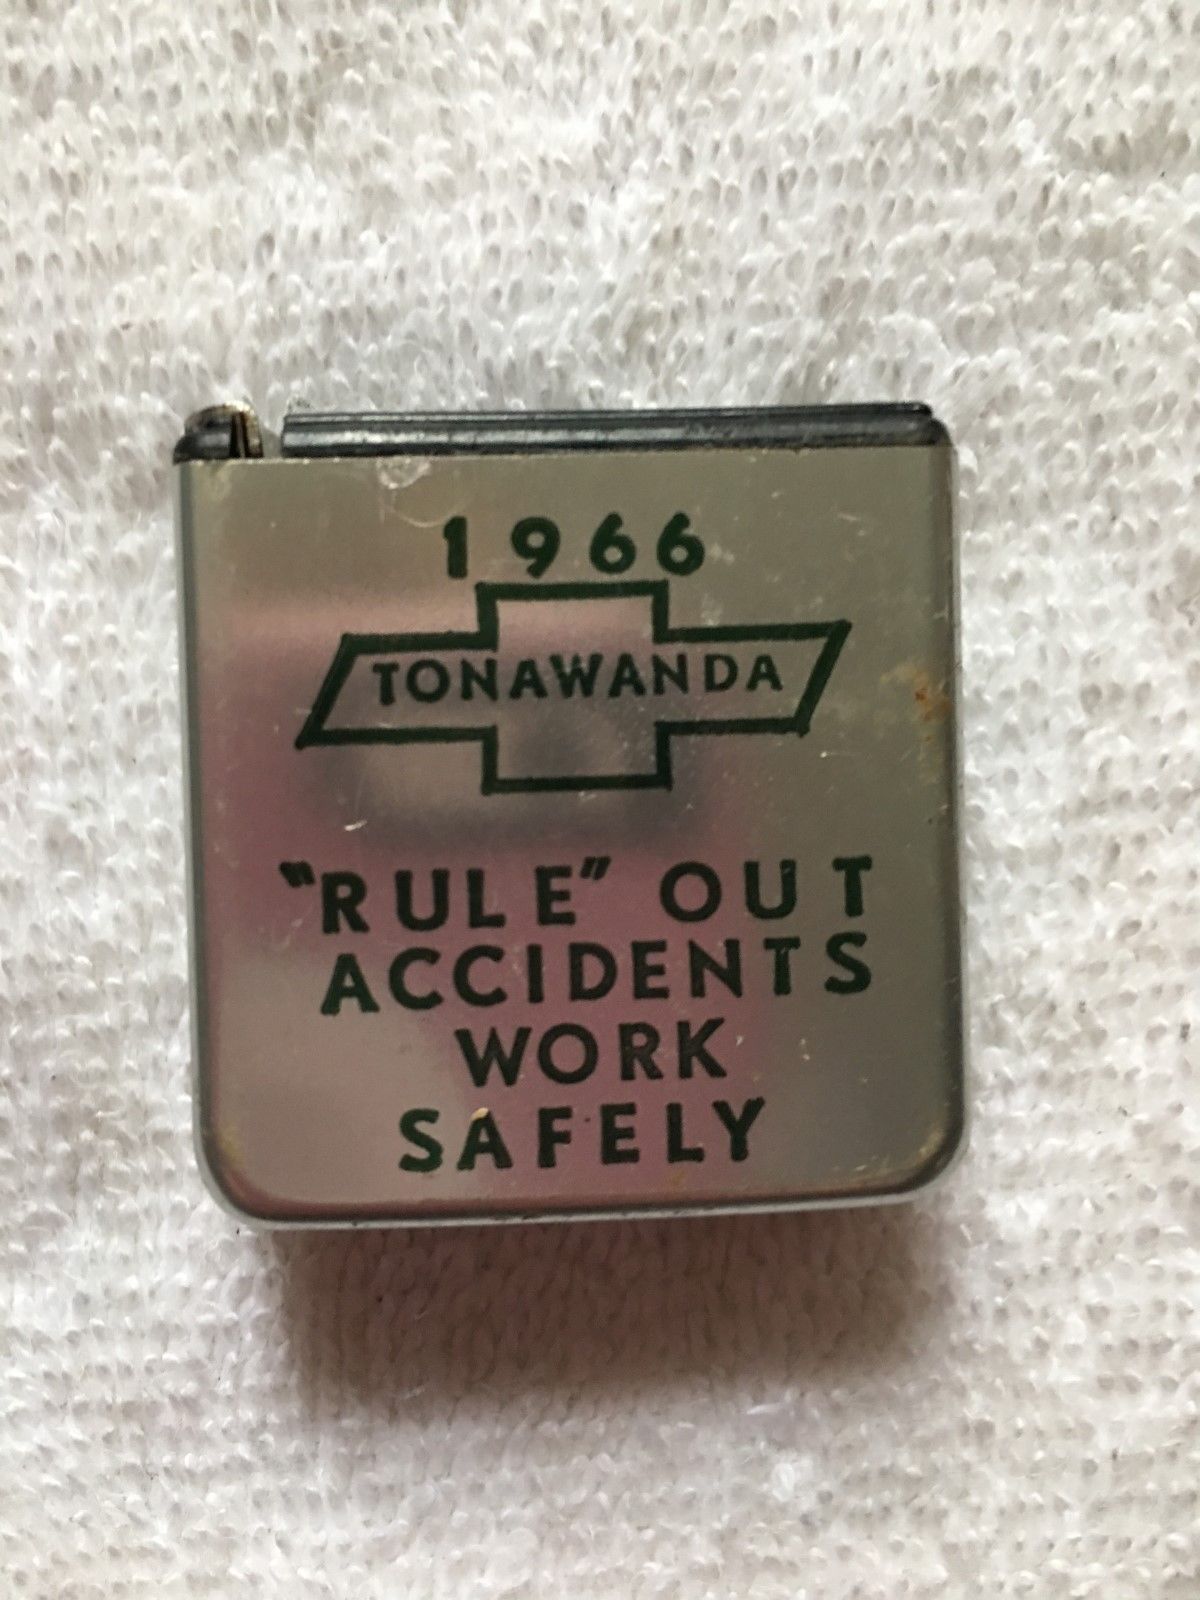 1966
TONAWANDA
"RULE" OUT
ACCIDENTS
WORK
SAFELY